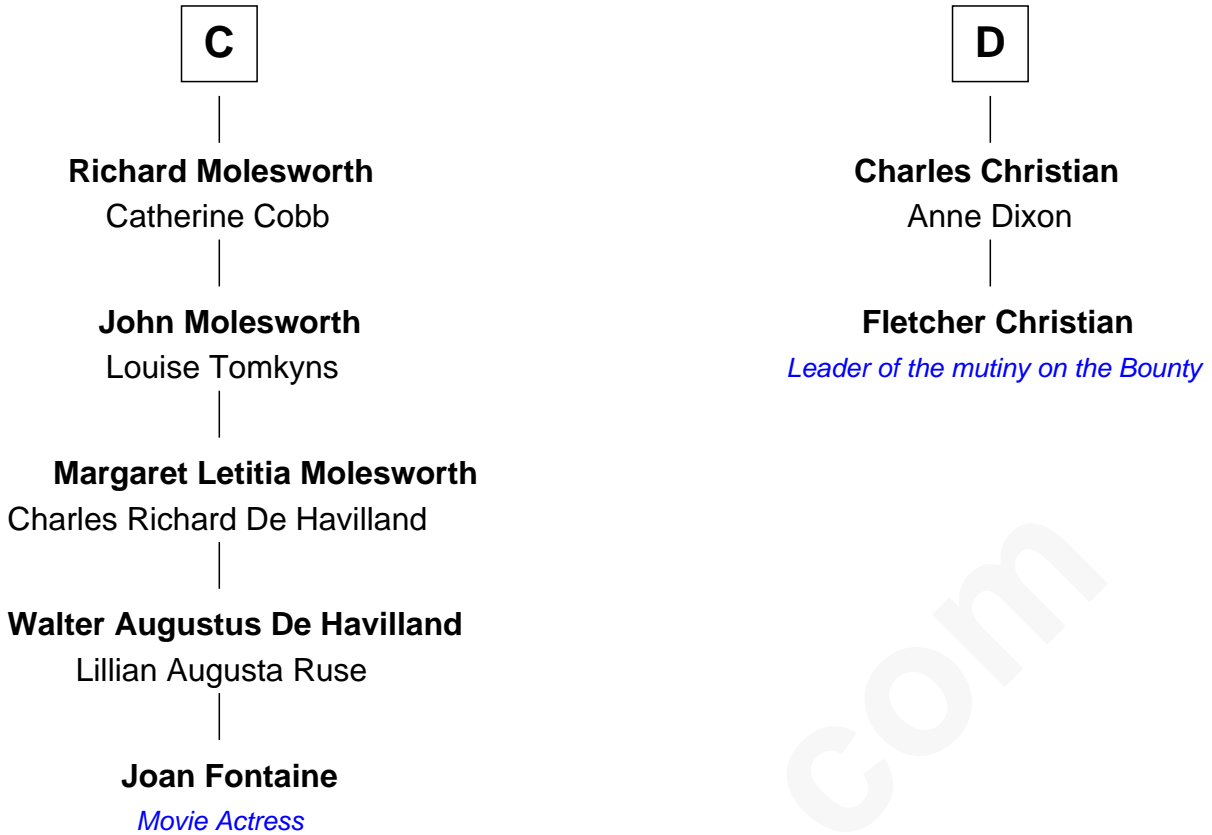 C
Richard Molesworth
Catherine Cobb
John Molesworth
Louise Tomkyns
Margaret Letitia Molesworth
Charles Richard De Havilland
Walter Augustus De Havilland
Lillian Augusta Ruse
Joan Fontaine
Movie Actress
D
Charles Christian
Anne Dixon
Fletcher Christian
Leader of the mutiny on the Bounty
com